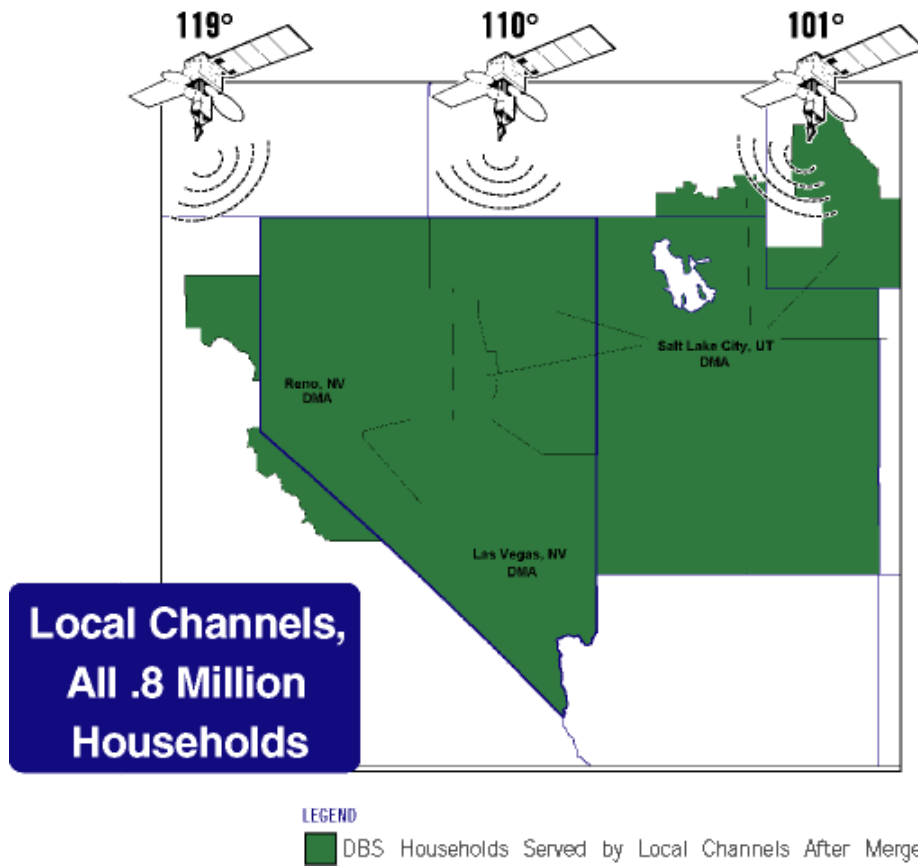 119° 110° 101°
Salt Lake City, UT
DMA
Reno, NV
DMA
Las Vegas, NV
DMA
Local Channels,
All .8 Million
Households
LEGEND
DBS Households Served by Local Channels After Merge